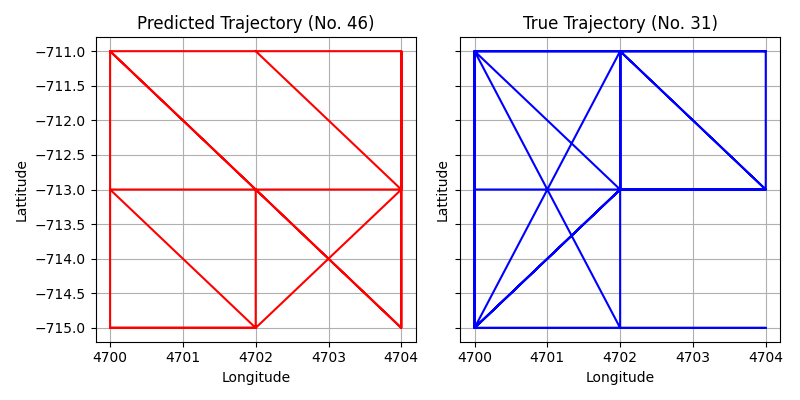 Predicted Trajectory (No. 46)
True Trajectory (No. 31)
Lattitude
−711.0
−711.5
−712.0
−712.5
−713.0
−713.5
−714.0
−714.5
−715.0
4700 4701 4702 4703 4704
Longitude
Lattitude
4700 4701 4702 4703 4704
Longitude